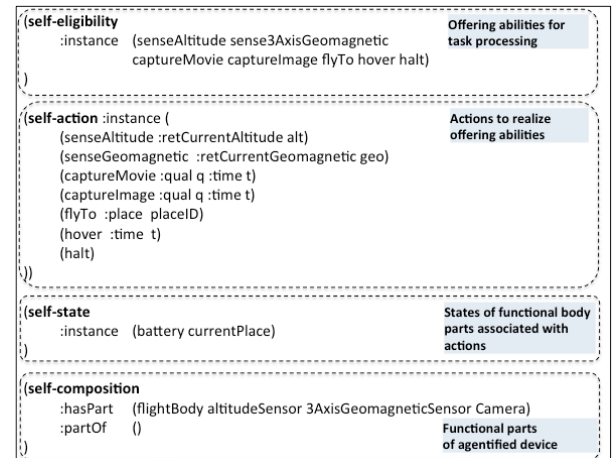 (self-eligibility
:instance (senseAltitude sense3AxisGeomagnetic
captureMovie captureImage flyTo hover halt)
)
Offering abilities for
task processing
(self-action :instance (
(senseAltitude :retCurrentAltitude alt)
(senseGeomagnetic :retCurrentGeomagnetic geo)
(captureMovie :qual q :time t)
(captureImage :qual q :time t)
(flyTo :place placeID)
(hover :time t)
(halt)
))
Actions to realize
offering abilities
(self-state
:instance (battery currentPlace)
)
States of functional body
parts associated with
actions
(self-composition
:hasPart (flightBody altitudeSensor 3AxisGeomagneticSensor Camera)
:partOf ()
)
Functional parts
of agentified device